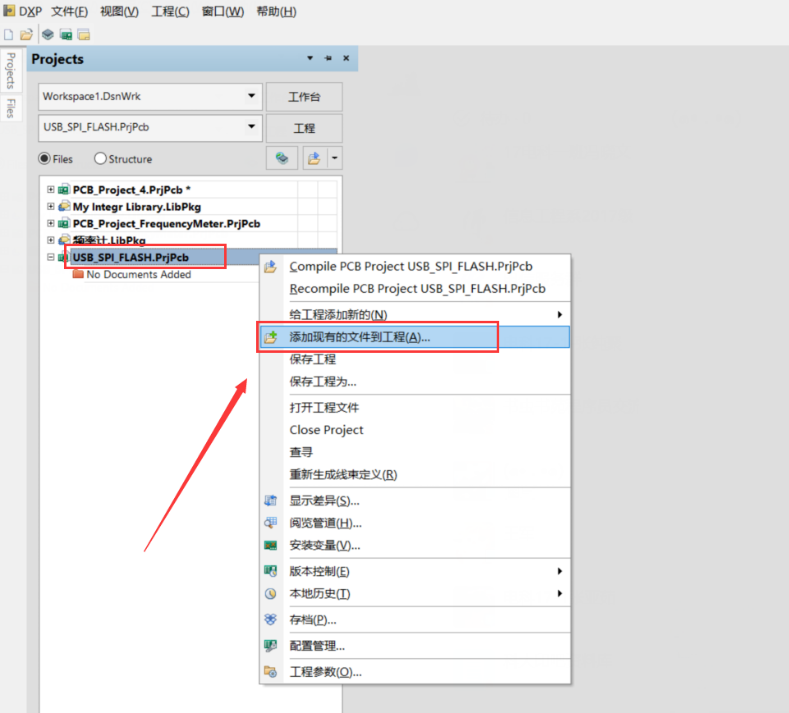 DXP 文件(F) 视图(V) 工程(C) 窗口(W) 帮助(H)
Projects
Files
Projects
Workspace1.DsnWrk
工作台
USB_SPI_FLASH.PrjPcb
工程
Files
Structure
PCB_Project_4.PrjPcb *
My Integr Library.LibPkg
PCB_Project_FrequencyMeter.PrjPcb
频率计.LibPkg
USB_SPI_FLASH.PrjPcb
No Documents Added
Compile PCB Project USB_SPI_FLASH.PrjPcb
Recompile PCB Project USB_SPI_FLASH.PrjPcb
给工程添加新的(N)
添加现有的文件到工程(A)...
保存工程
保存工程为...
打开工程文件
Close Project
查寻
重新生成线束定义(R)
显示差异(S)...
阅览管道(H)...
安装变量(V)...
版本控制(E)
本地历史(T)
存档(P)...
配置管理...
工程参数(O)...